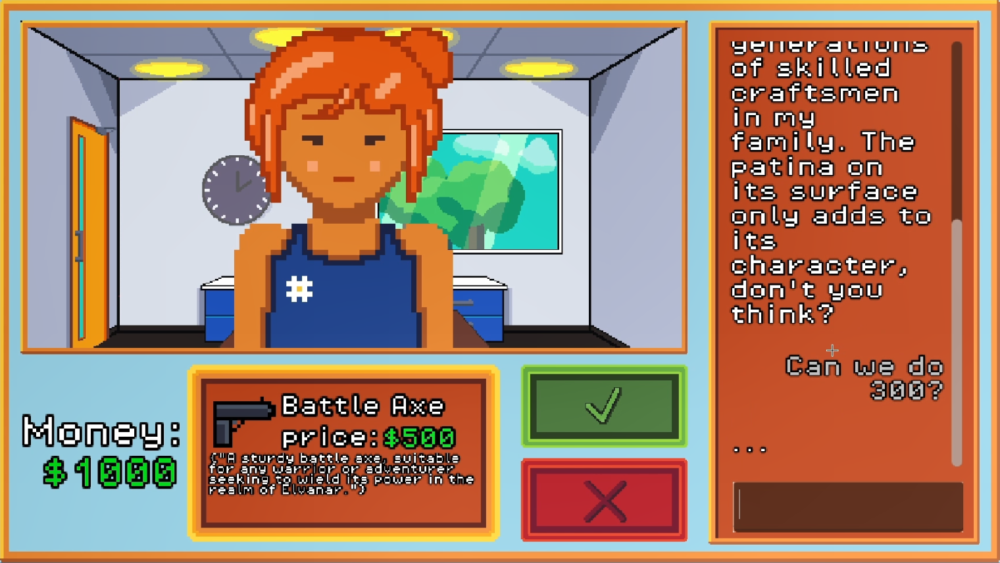 generations
of skilled
craftsmen
in my
family. The
patina on
its surface
only adds to
its
character,
don't you
think?
Can we do
300?
...
Money:
$1000
Battle Axe
price:$500
{"A sturdy battle axe, suitable
for any warrior or adventurer
seeking to wield its power in the
realm of Elvanar."}